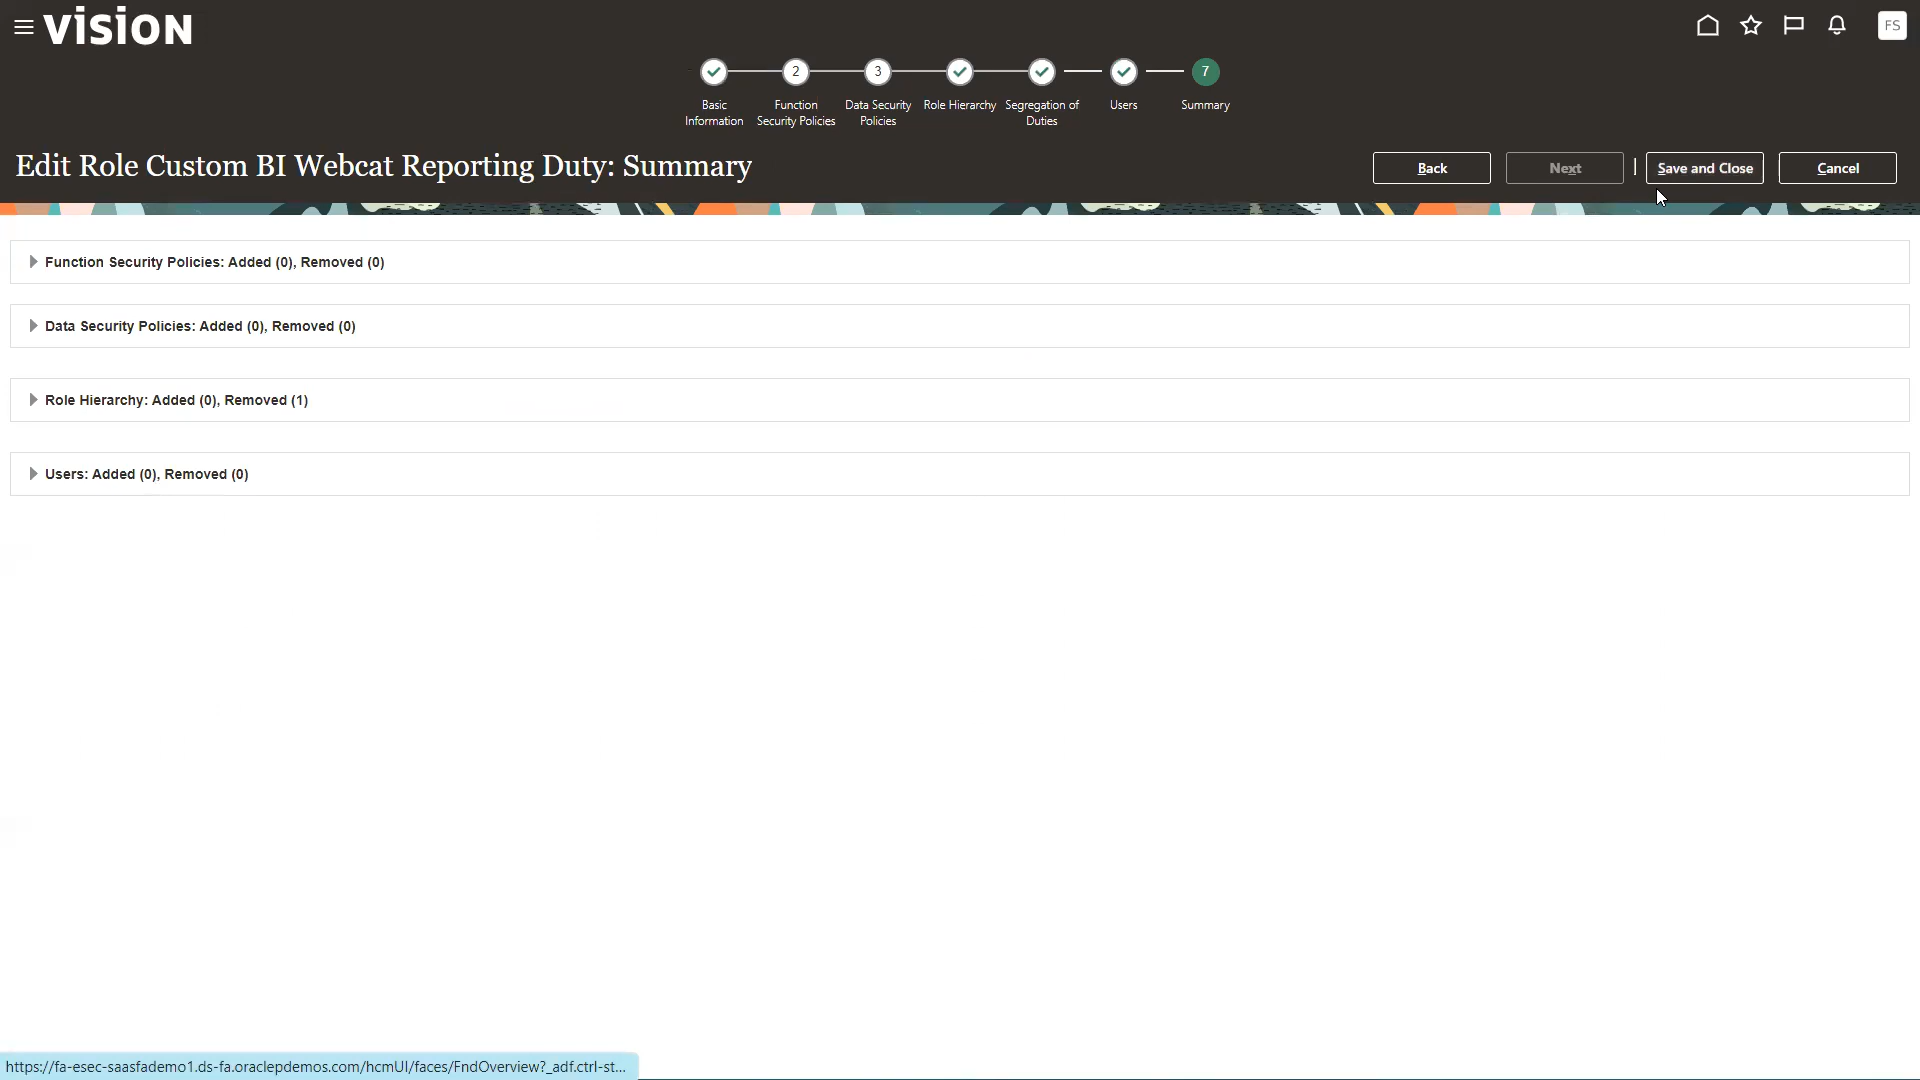 VISION
FS
2
3
7
Basic
Information
Function
Security Policies
Data Security
Policies
Role Hierarchy
Segregation of
Duties
Users
Summary
Edit Role Custom BI Webcat Reporting Duty: Summary
Back
Next
Save and Close
Cancel
Function Security Policies: Added (0), Removed (0)
Data Security Policies: Added (0), Removed (0)
Role Hierarchy: Added (0), Removed (1)
Users: Added (0), Removed (0)
https://fa-esec-saasfademo1.ds-fa.oraclepdemos.com/hcmUI/faces/FndOverview?_adf.ctrl-st...